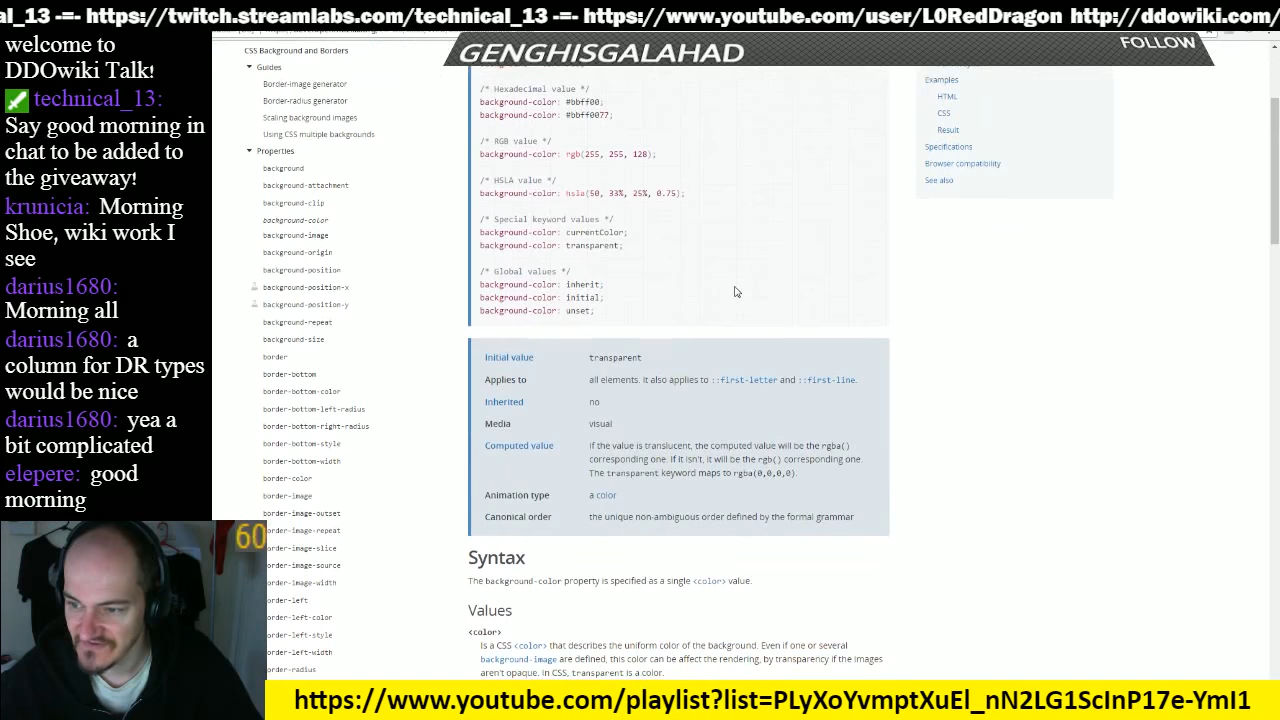 al_13 -=- https://twitch.streamlabs.com/technical_13 -=- https://www.youtube.com/user/L0RedDragon http://ddowiki.com/
GENGHISGALAHAD
FOLLOW
welcome to
DDOwiki Talk!
technical_13:
Say good morning in
chat to be added to
the giveaway!
krunicia: Morning
Shoe, wiki work I
see
darius1680:
Morning all
darius1680: a
column for DR types
would be nice
darius1680: yea a
bit complicated
elepere: good
morning
60
CSS Background and Borders
Guides
Border-image generator
Border-radius generator
Scaling background images
Using CSS multiple backgrounds
Properties
background
background-attachment
background-clip
background-color
background-image
background-origin
background-position
background-position-x
background-position-y
background-repeat
background-size
border
border-bottom
border-bottom-color
border-bottom-left-radius
border-bottom-right-radius
border-bottom-style
border-bottom-width
border-color
border-image
border-image-outset
border-image-repeat
border-image-slice
border-image-source
border-image-width
border-left
border-left-color
border-left-style
border-left-width
border-radius
/* Hexadecimal value */
background-color: #bbff00;
background-color: #bbff0077;
/* RGB value */
background-color: rgb(255, 255, 128);
/* HSLA value */
background-color: hsla(50, 33%, 25%, 0.75);
/* Special keyword values */
background-color: currentColor;
background-color: transparent;
/* Global values */
background-color: inherit;
background-color: initial;
background-color: unset;
Initial value transparent
Applies to all elements. It also applies to ::first-letter and ::first-line.
Inherited no
Media visual
Computed value If the value is translucent, the computed value will be the rgba()
corresponding one. If it isn't, it will be the rgb() corresponding one.
The transparent keyword maps to rgba(0,0,0,0).
Animation type a color
Canonical order the unique non-ambiguous order defined by the formal grammar
Syntax
The background-color property is specified as a single <color> value.
Values
<color>
Is a CSS <color> that describes the uniform color of the background. Even if one or several
background-image are defined, this color can affect the rendering, by transparency if the images
aren't opaque. In CSS, transparent is a color.
Examples
HTML
CSS
Result
Specifications
Browser compatibility
See also
https://www.youtube.com/playlist?list=PLyXoYvmptXuEl_nN2LG1ScInP17e-YmI1